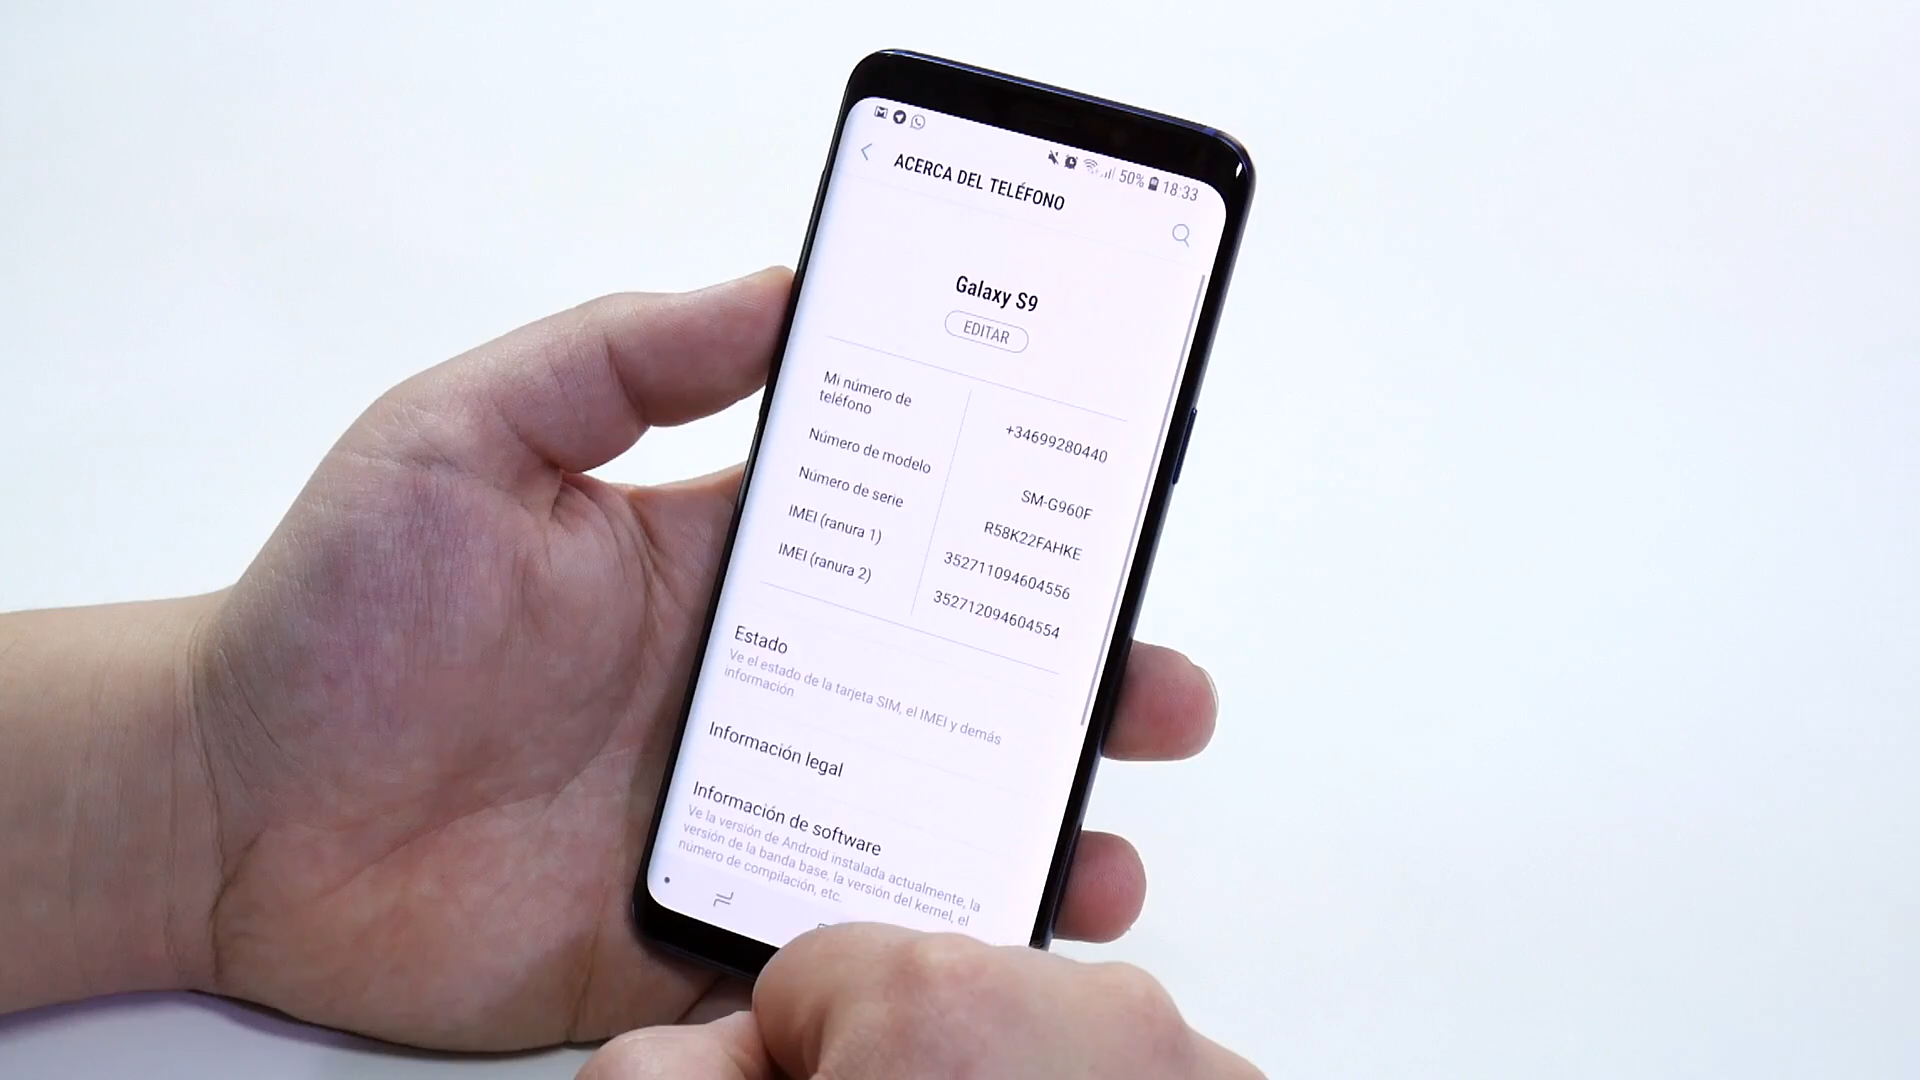 50% 18:33
ACERCA DEL TELÉFONO
Galaxy S9
EDITAR
Mi número de
teléfono
+34699280440
Número de modelo
SM-G960F
Número de serie
R58K22FAHKE
IMEI (ranura 1)
352711094604556
IMEI (ranura 2)
352712094604554
Estado
Ve el estado de la tarjeta SIM, el IMEI y demás
información
Información legal
Información de software
Ve la versión de Android instalada actualmente, la
versión de la banda base, la versión del kernel, el
número de compilación, etc.